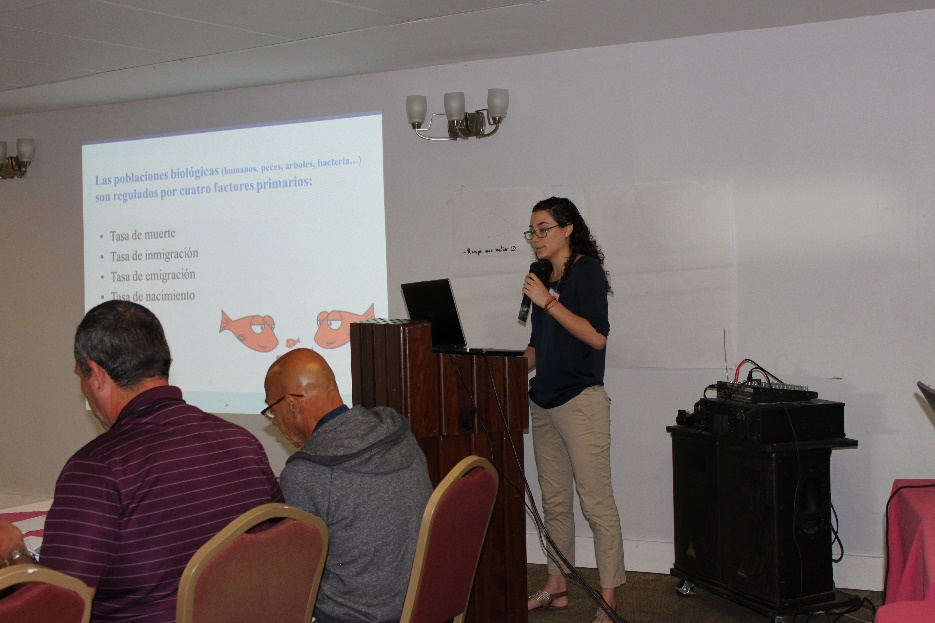 Las poblaciones biológicas (humanos, peces, arboles, bacteria...)
son regulados por cuatro factores primarios:
• Tasa de muerte
• Tasa de inmigración
• Tasa de emigración
• Tasa de nacimiento